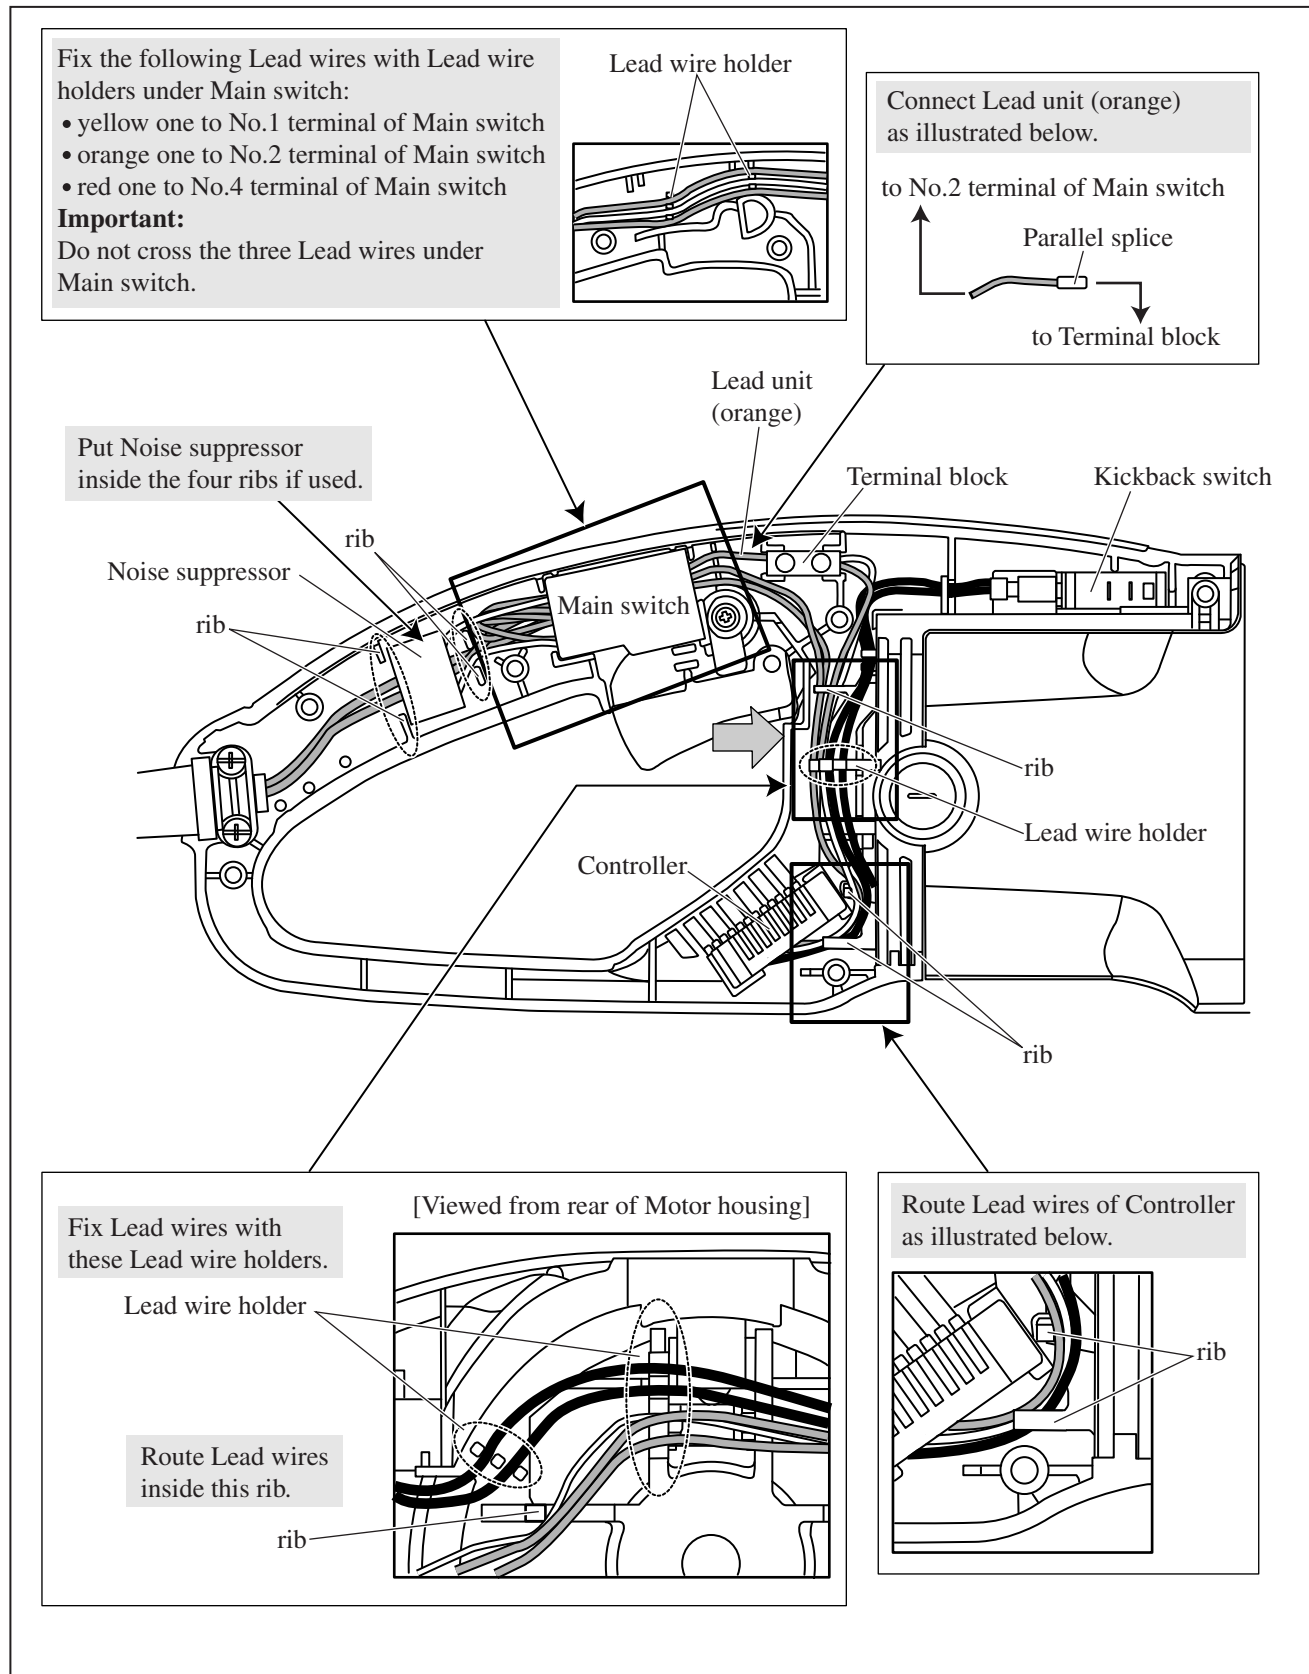 Fix the following Lead wires with Lead wire
holders under Main switch:
• yellow one to No.1 terminal of Main switch
• orange one to No.2 terminal of Main switch
• red one to No.4 terminal of Main switch
Important:
Do not cross the three Lead wires under
Main switch.
Lead wire holder
Connect Lead unit (orange)
as illustrated below.
to No.2 terminal of Main switch
Parallel splice
to Terminal block
Lead unit
(orange)
Put Noise suppressor
inside the four ribs if used.
Terminal block
Kickback switch
rib
Noise suppressor
Main switch
rib
rib
Lead wire holder
Controller
rib
Fix Lead wires with
these Lead wire holders.
[Viewed from rear of Motor housing]
Lead wire holder
Route Lead wires
inside this rib.
rib
Route Lead wires of Controller
as illustrated below.
rib